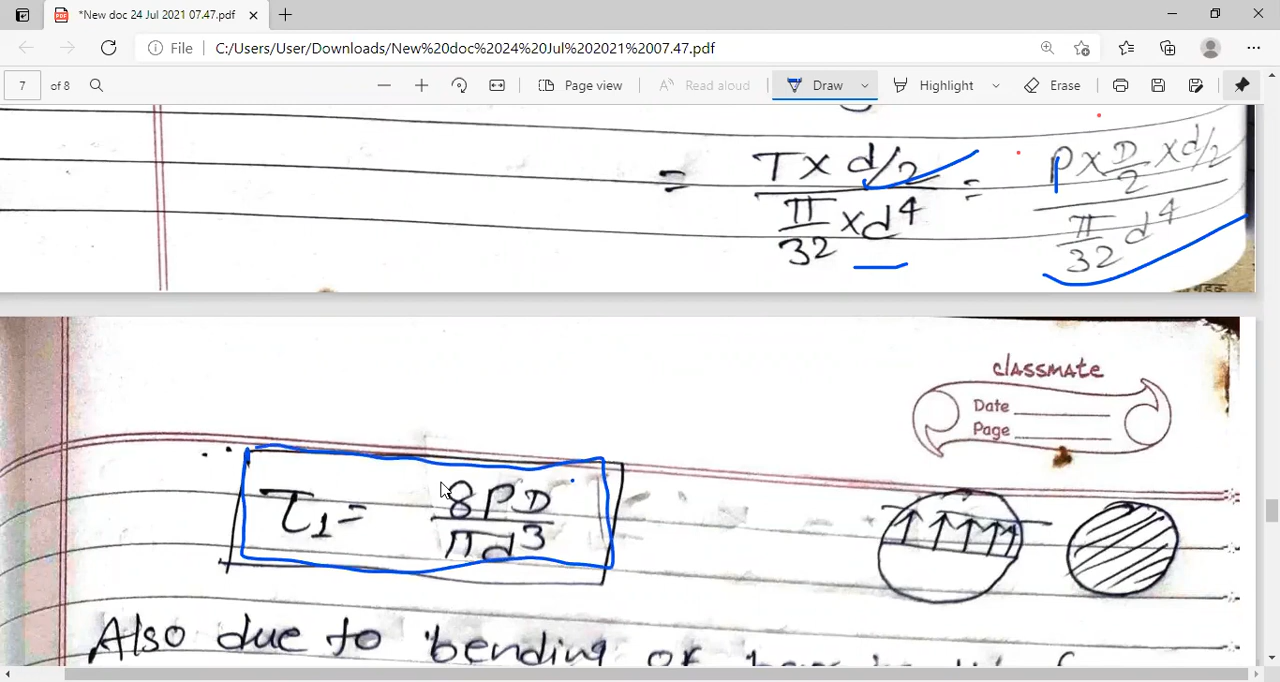 *New doc 24 Jul 2021 07.47.pdf
File C:/Users/User/Downloads/New%20doc%2024%20Jul%202021%2007.47.pdf
7 of 8 Page view Read aloud Draw Highlight Erase
= T x d/2 / π/32 x d⁴ = P x D/2 x d/2 / π/32 d⁴
classmate
Date
Page
∴ τ₁ = 8PD / πd³
Also due to bending of